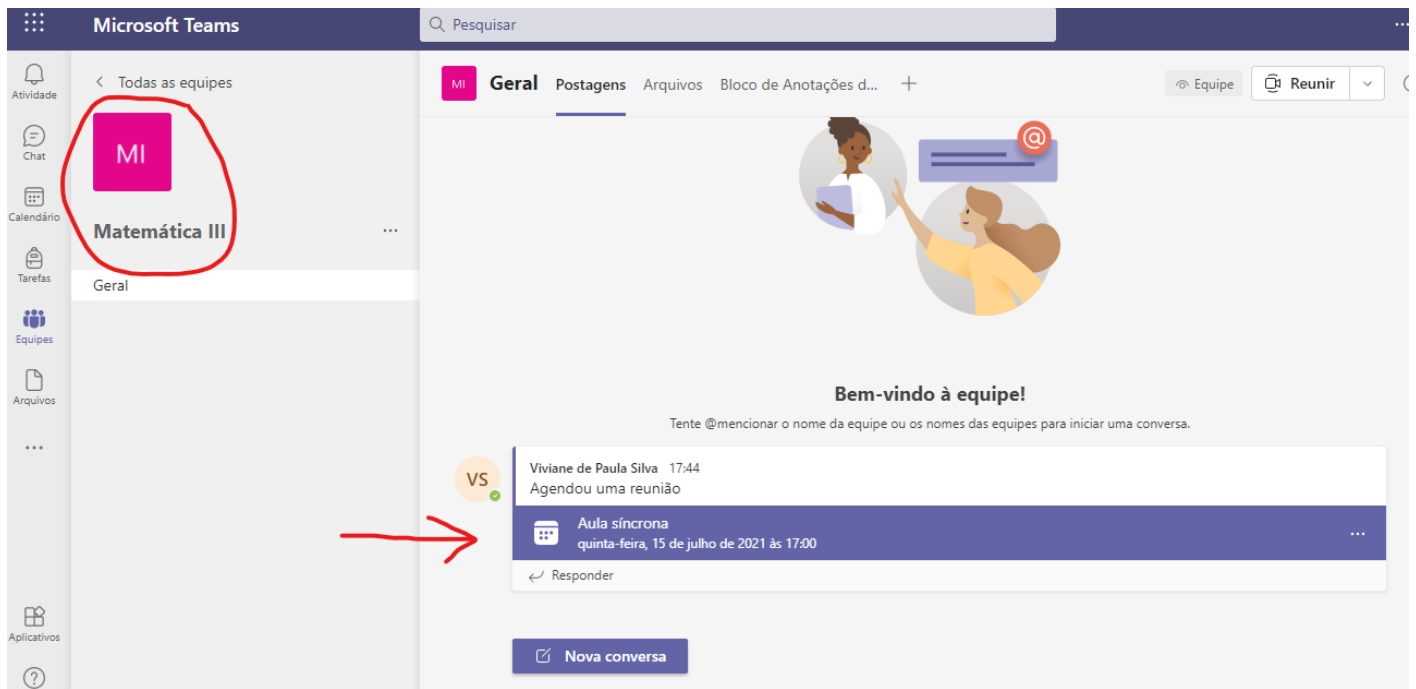 Microsoft Teams
Pesquisar
Atividade
Chat
Calendário
Tarefas
Equipes
Arquivos
Aplicativos
Todas as equipes
MI
Matemática III
Geral
MI
Geral
Postagens
Arquivos
Bloco de Anotações d...
Equipe
Reunir
@
Bem-vindo à equipe!
Tente @mencionar o nome da equipe ou os nomes das equipes para iniciar uma conversa.
VS
Viviane de Paula Silva 17:44
Agendou uma reunião
Aula síncrona
quinta-feira, 15 de julho de 2021 às 17:00
Responder
Nova conversa